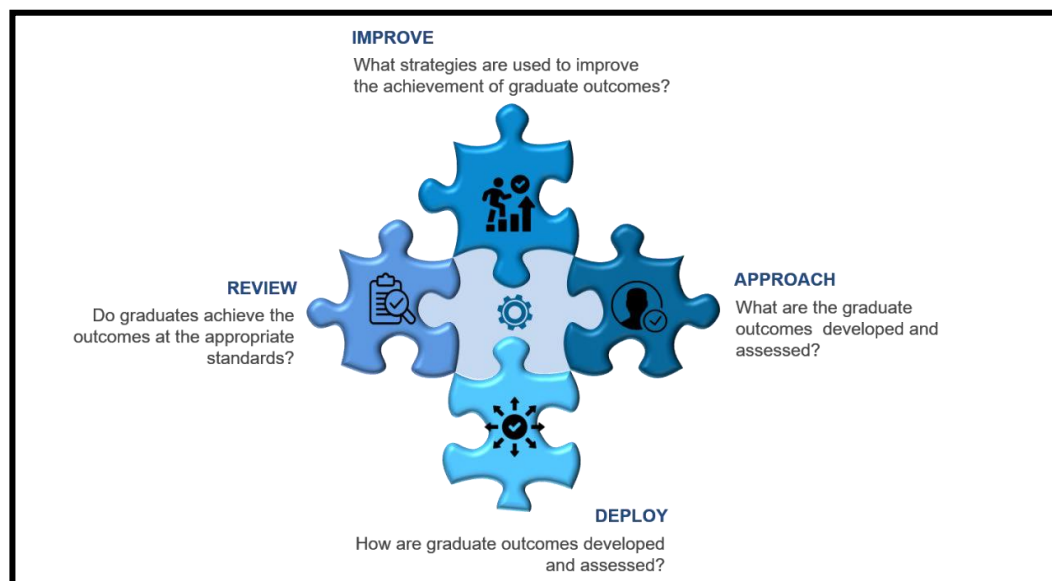 IMPROVE
What strategies are used to improve
the achievement of graduate outcomes?
REVIEW
Do graduates achieve the
outcomes at the appropriate
standards?
APPROACH
What are the graduate
outcomes developed and
assessed?
DEPLOY
How are graduate outcomes developed
and assessed?